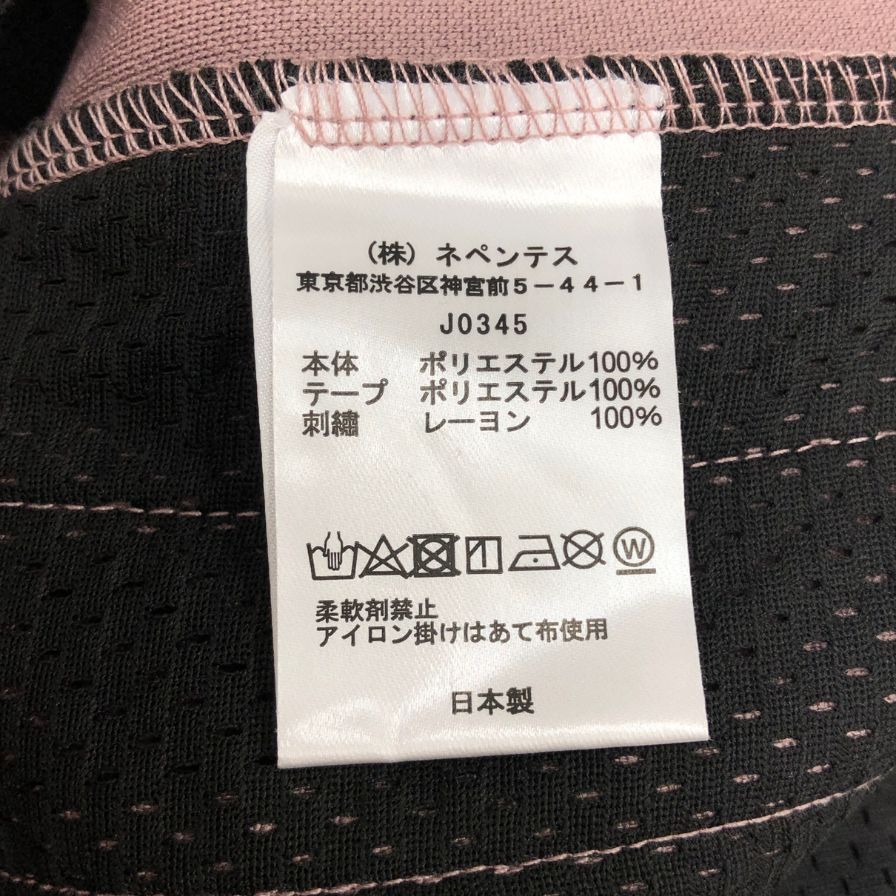 (株)ネペンテス
東京都渋谷区神宮前5-44-1
J0345
本体 ポリエステル100%
テープ ポリエステル100%
刺繡 レーヨン 100%
W
柔軟剤禁止
アイロン掛けはあて布使用
日本製